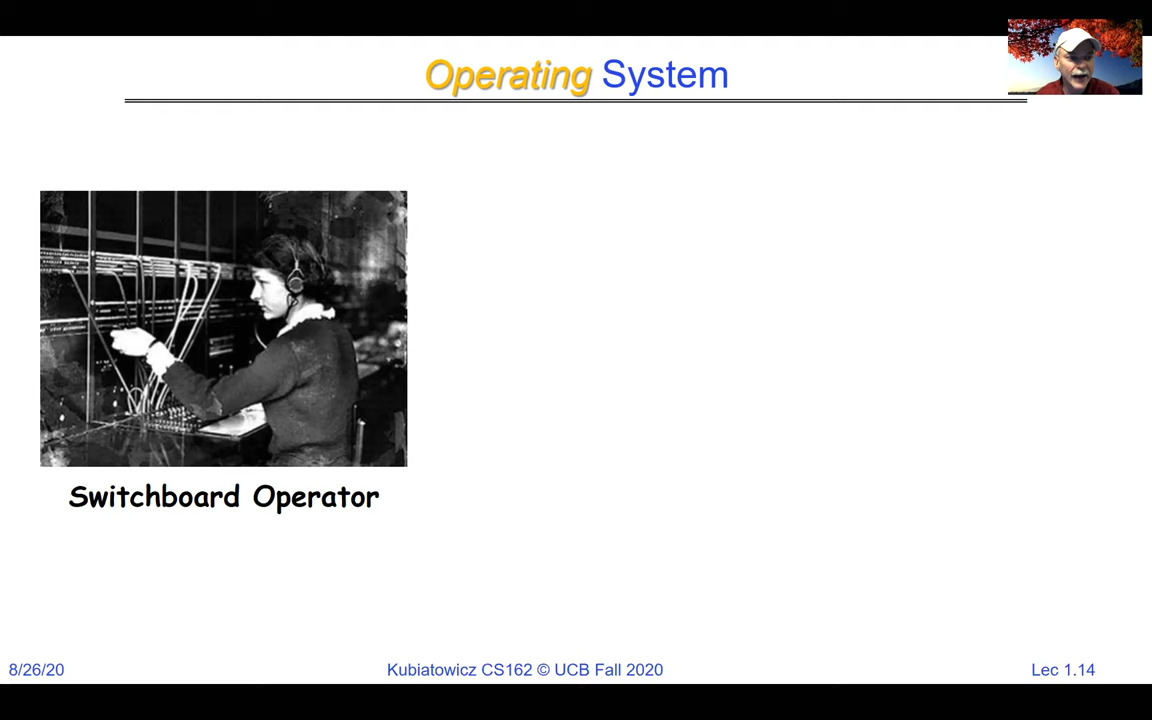 Operating System
Switchboard Operator
8/26/20 Kubiatowicz CS162 © UCB Fall 2020 Lec 1.14